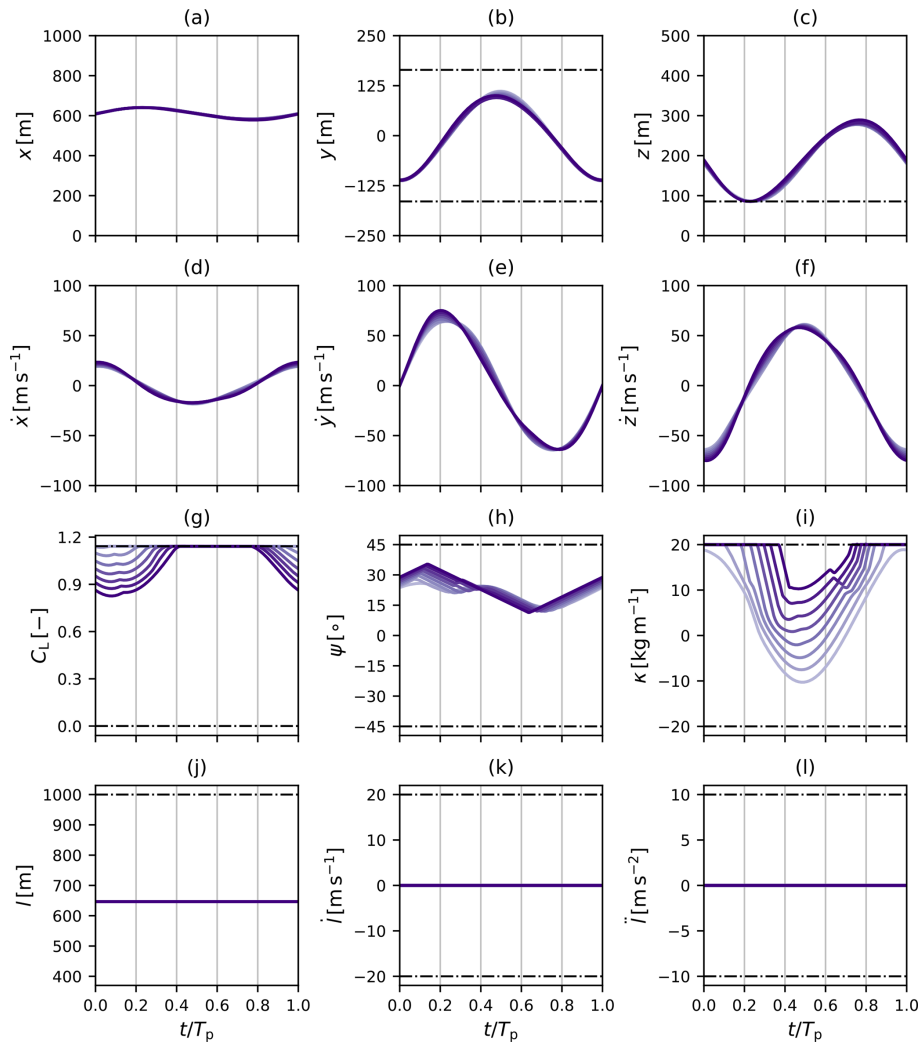 (a) (b) (c)
1000 250 500
800 125 400
600 0 300
400 −125 200
200 −250 100
0 0
x [m] y [m] z [m]
(d) (e) (f)
100 100 100
50 50 50
0 0 0
−50 −50 −50
−100 −100 −100
ẋ [m s⁻¹] ẏ [m s⁻¹] ż [m s⁻¹]
(g) (h) (i)
1.2 45 20
0.9 30 10
0.6 15 0
0.3 0 −10
0.0 −15 −20
−30
−45
C_L [−] ψ [∘] κ [kg m⁻¹]
(j) (k) (l)
1000 20 10
900 10 5
800 0 0
700 −10 −5
600 −20 −10
500
400
l [m] l̇ [m s⁻¹] l̈ [m s⁻²]
0.0 0.2 0.4 0.6 0.8 1.0 0.0 0.2 0.4 0.6 0.8 1.0 0.0 0.2 0.4 0.6 0.8 1.0
t/T_p t/T_p t/T_p